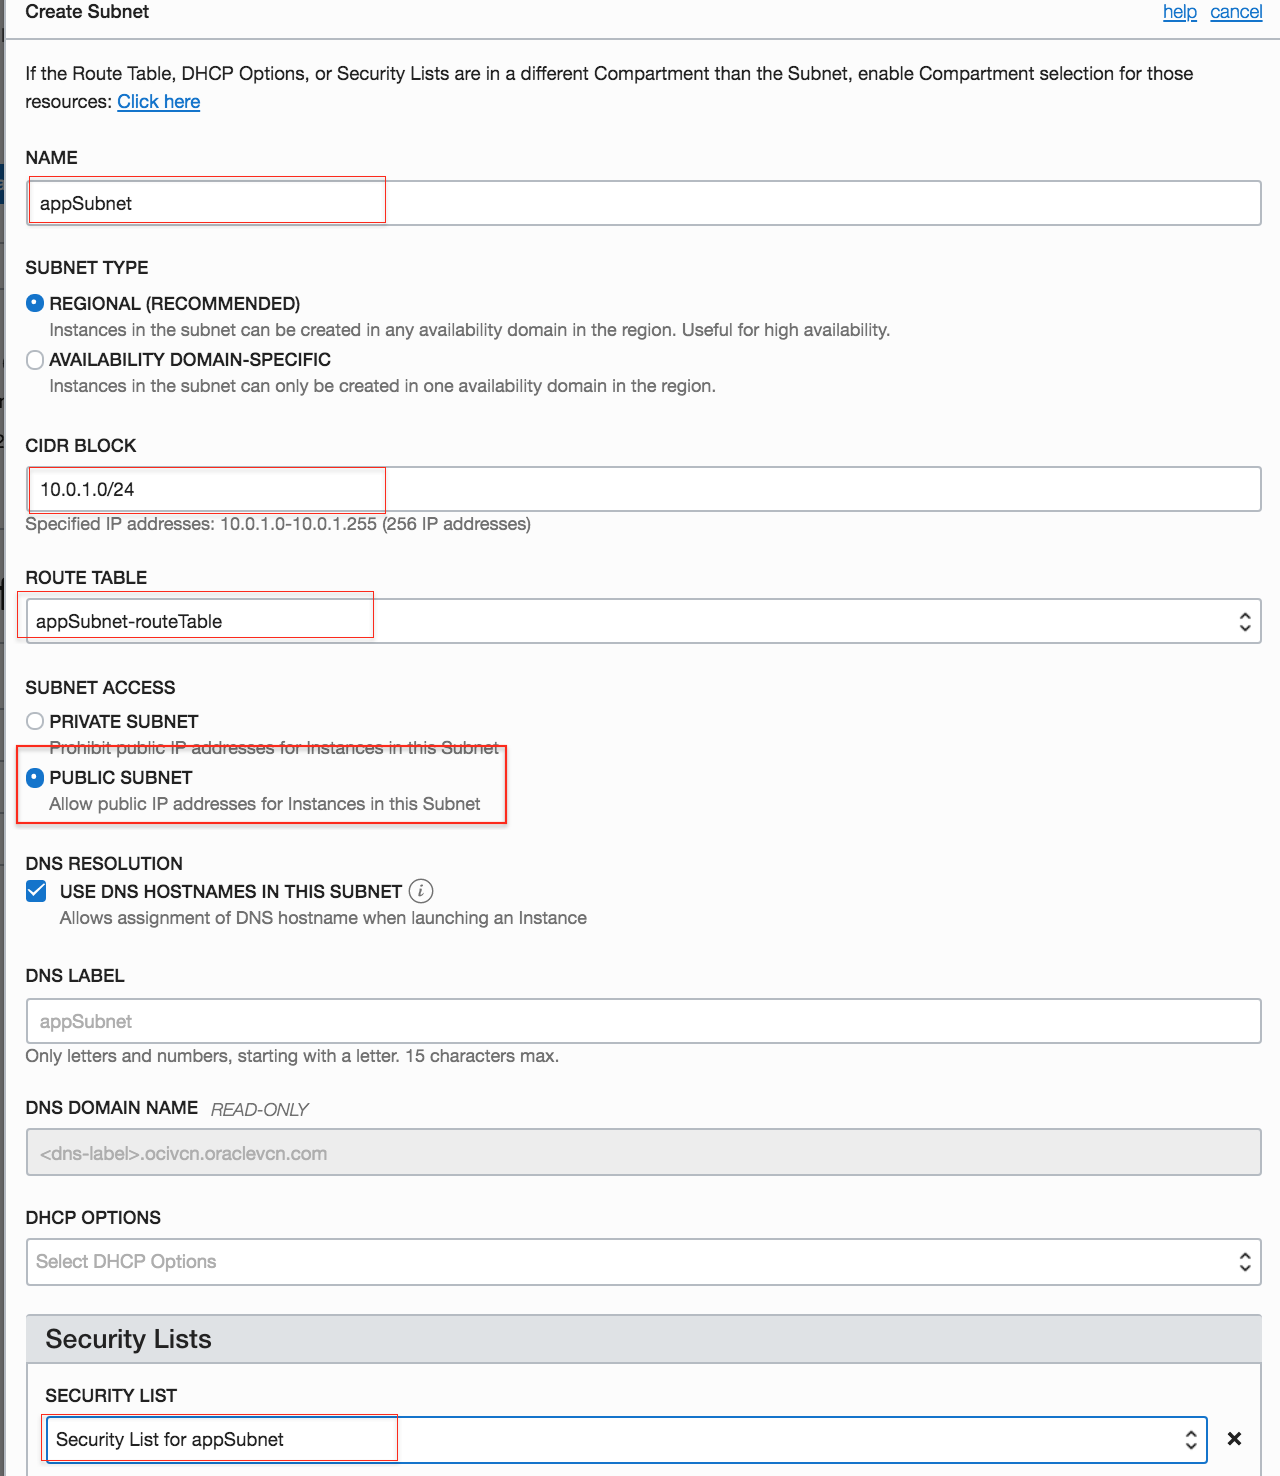 Create Subnet
help cancel
If the Route Table, DHCP Options, or Security Lists are in a different Compartment than the Subnet, enable Compartment selection for those
resources: Click here
NAME
appSubnet
SUBNET TYPE
REGIONAL (RECOMMENDED)
Instances in the subnet can be created in any availability domain in the region. Useful for high availability.
AVAILABILITY DOMAIN-SPECIFIC
Instances in the subnet can only be created in one availability domain in the region.
CIDR BLOCK
10.0.1.0/24
Specified IP addresses: 10.0.1.0-10.0.1.255 (256 IP addresses)
ROUTE TABLE
appSubnet-routeTable
SUBNET ACCESS
PRIVATE SUBNET
Prohibit public IP addresses for Instances in this Subnet
PUBLIC SUBNET
Allow public IP addresses for Instances in this Subnet
DNS RESOLUTION
USE DNS HOSTNAMES IN THIS SUBNET i
Allows assignment of DNS hostname when launching an Instance
DNS LABEL
appSubnet
Only letters and numbers, starting with a letter. 15 characters max.
DNS DOMAIN NAME READ-ONLY
<dns-label>.ocivcn.oraclevcn.com
DHCP OPTIONS
Select DHCP Options
Security Lists
SECURITY LIST
Security List for appSubnet